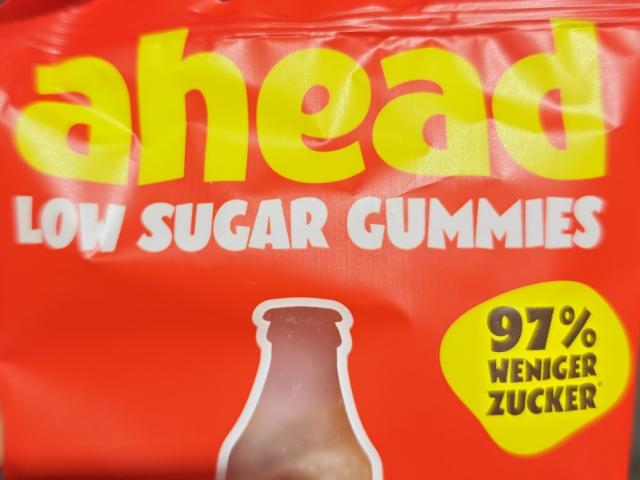 ahead
LOW SUGAR GUMMIES
97%
WENIGER
ZUCKER*